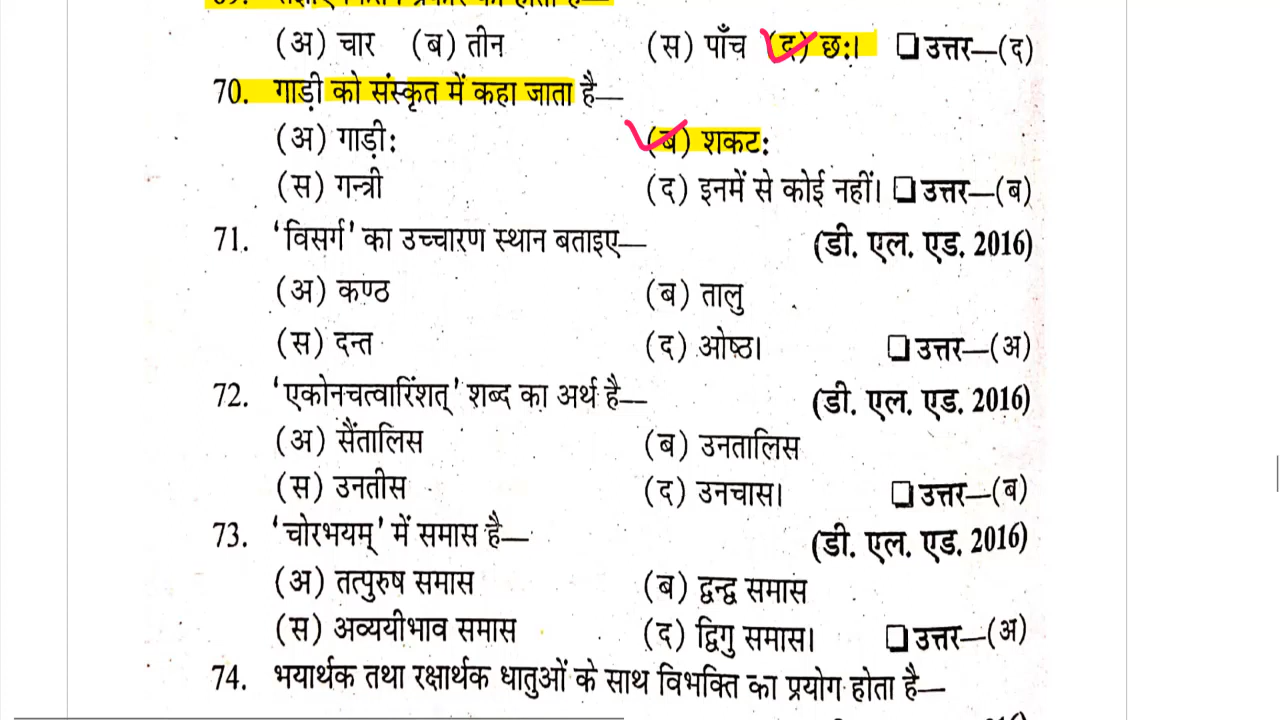 (अ) चार (ब) तीन (स) पाँच (द) छः। ❑ उत्तर—(द)
70. गाड़ी को संस्कृत में कहा जाता है—
(अ) गाड़ी: (ब) शकट:
(स) गन्त्री (द) इनमें से कोई नहीं। ❑ उत्तर—(ब)
71. 'विसर्ग' का उच्चारण स्थान बताइए— (डी. एल. एड. 2016)
(अ) कण्ठ (ब) तालु
(स) दन्त (द) ओष्ठ। ❑ उत्तर—(अ)
72. 'एकोनचत्वारिंशत्' शब्द का अर्थ है— (डी. एल. एड. 2016)
(अ) सैंतालिस (ब) उनतालिस
(स) उनतीस (द) उनचास। ❑ उत्तर—(ब)
73. 'चोरभयम्' में समास है— (डी. एल. एड. 2016)
(अ) तत्पुरुष समास (ब) द्वन्द्व समास
(स) अव्ययीभाव समास (द) द्विगु समास। ❑ उत्तर—(अ)
74. भयार्थक तथा रक्षार्थक धातुओं के साथ विभक्ति का प्रयोग होता है—